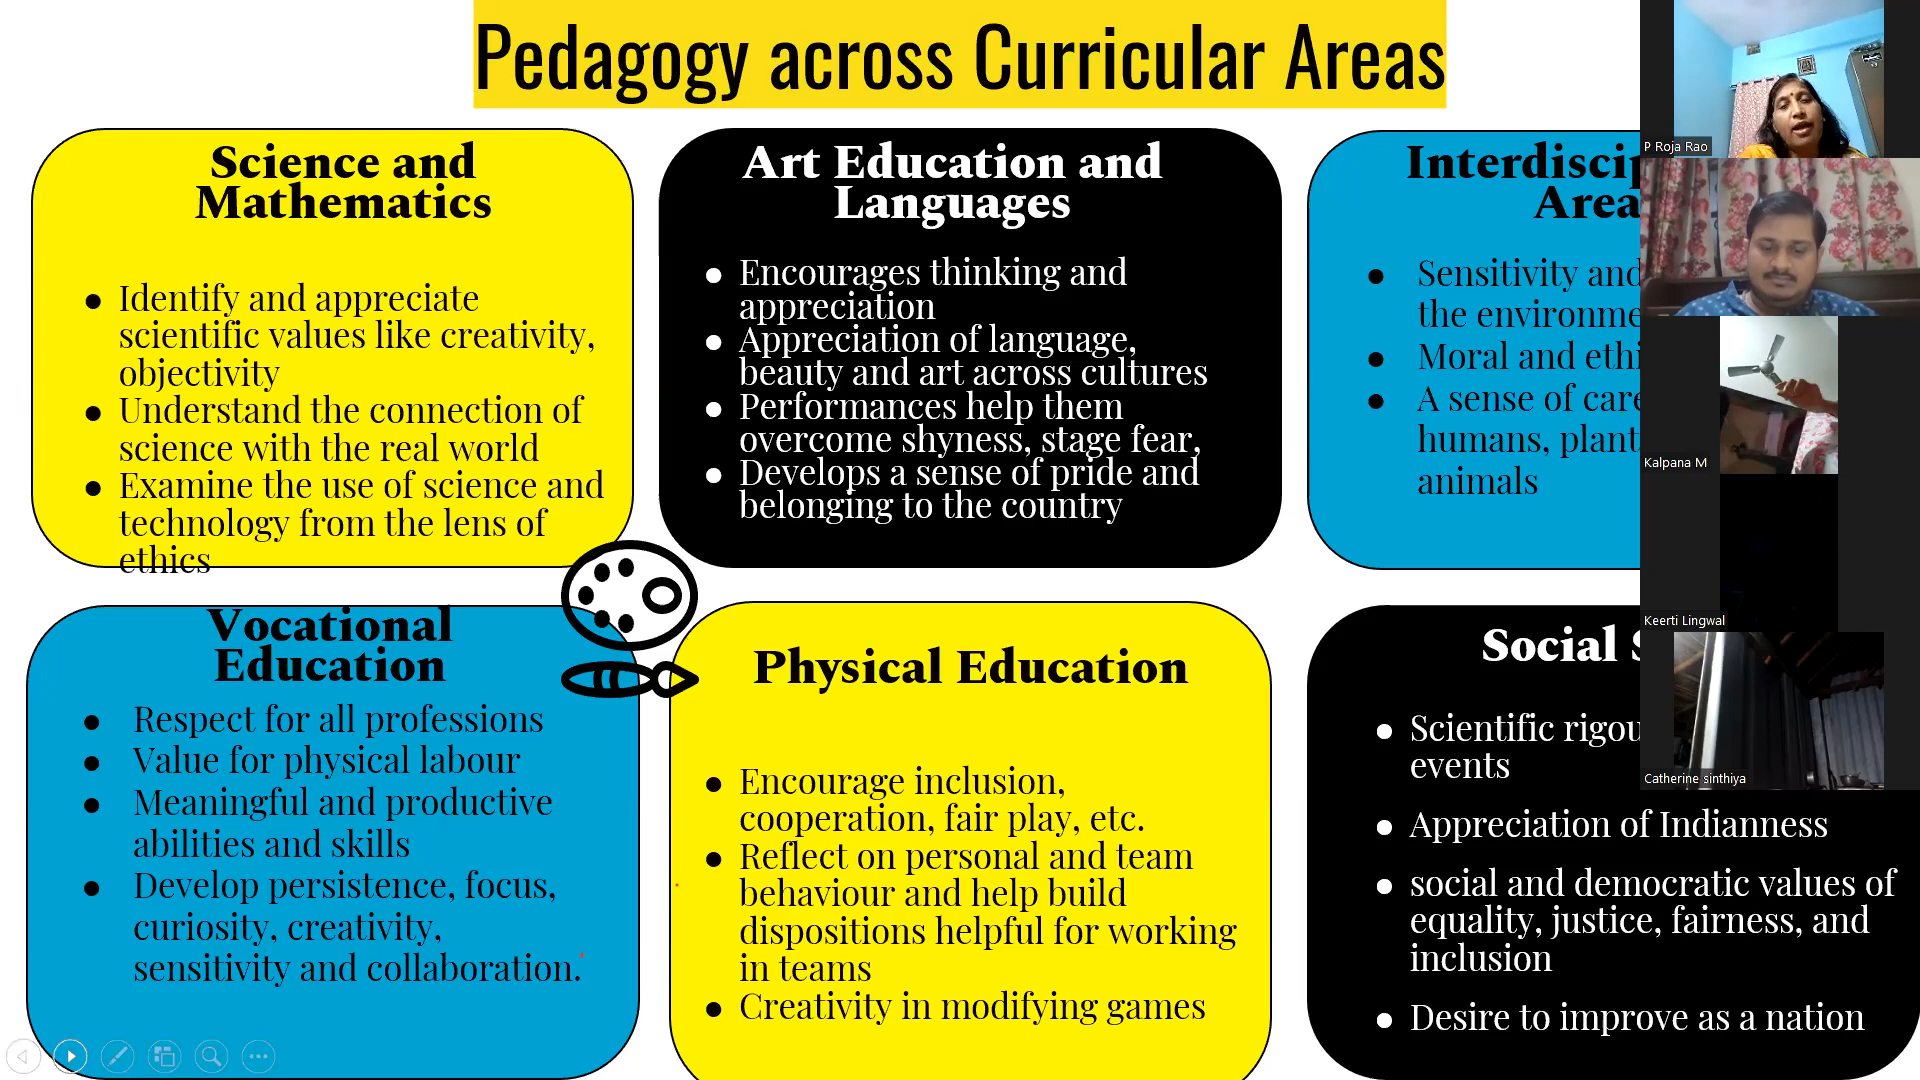 Pedagogy across Curricular Areas
Science and
Mathematics
● Identify and appreciate
scientific values like creativity,
objectivity
● Understand the connection of
science with the real world
● Examine the use of science and
technology from the lens of
ethics
Art Education and
Languages
● Encourages thinking and
appreciation
● Appreciation of language,
beauty and art across cultures
● Performances help them
overcome shyness, stage fear,
● Develops a sense of pride and
belonging to the country
● Sensitivity and
the
● Moral and
● A sense of
humans,
animals
Vocational
Education
● Respect for all professions
● Value for physical labour
● Meaningful and productive
abilities and skills
● Develop persistence, focus,
curiosity, creativity,
sensitivity and collaboration.
Physical Education
● Encourage inclusion,
cooperation, fair play, etc.
● Reflect on personal and team
behaviour and help build
dispositions helpful for working
in teams
● Creativity in modifying games
Social
● Scientific
events
● Appreciation of Indianness
● social and democratic values of
equality, justice, fairness, and
inclusion
● Desire to improve as a nation
P Roja Rao
Kalpana M
Keerti Lingwal
Catherine sinthiya